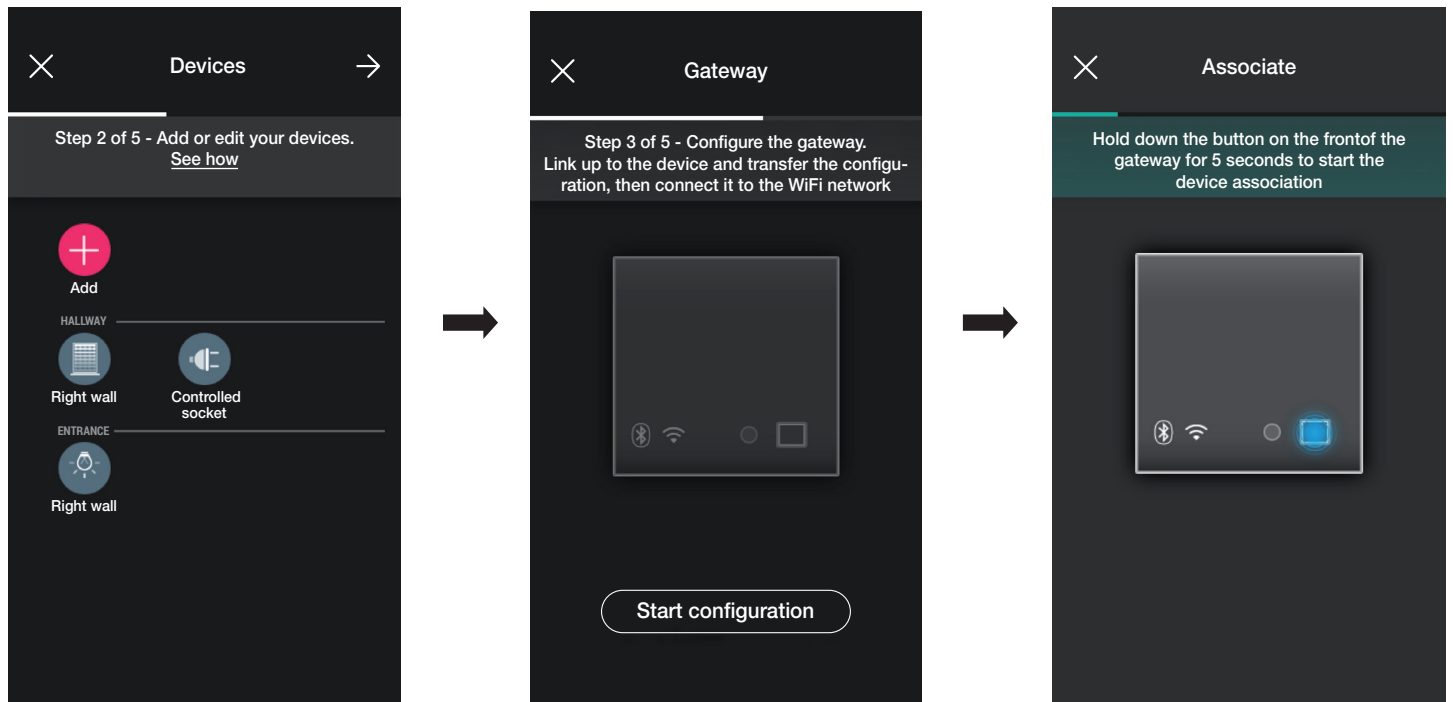 Devices
Step 2 of 5 - Add or edit your devices.
See how
Add
HALLWAY
Right wall
Controlled
socket
ENTRANCE
Right wall
Gateway
Step 3 of 5 - Configure the gateway.
Link up to the device and transfer the configu-
ration, then connect it to the WiFi network
Start configuration
Associate
Hold down the button on the frontof the
gateway for 5 seconds to start the
device association